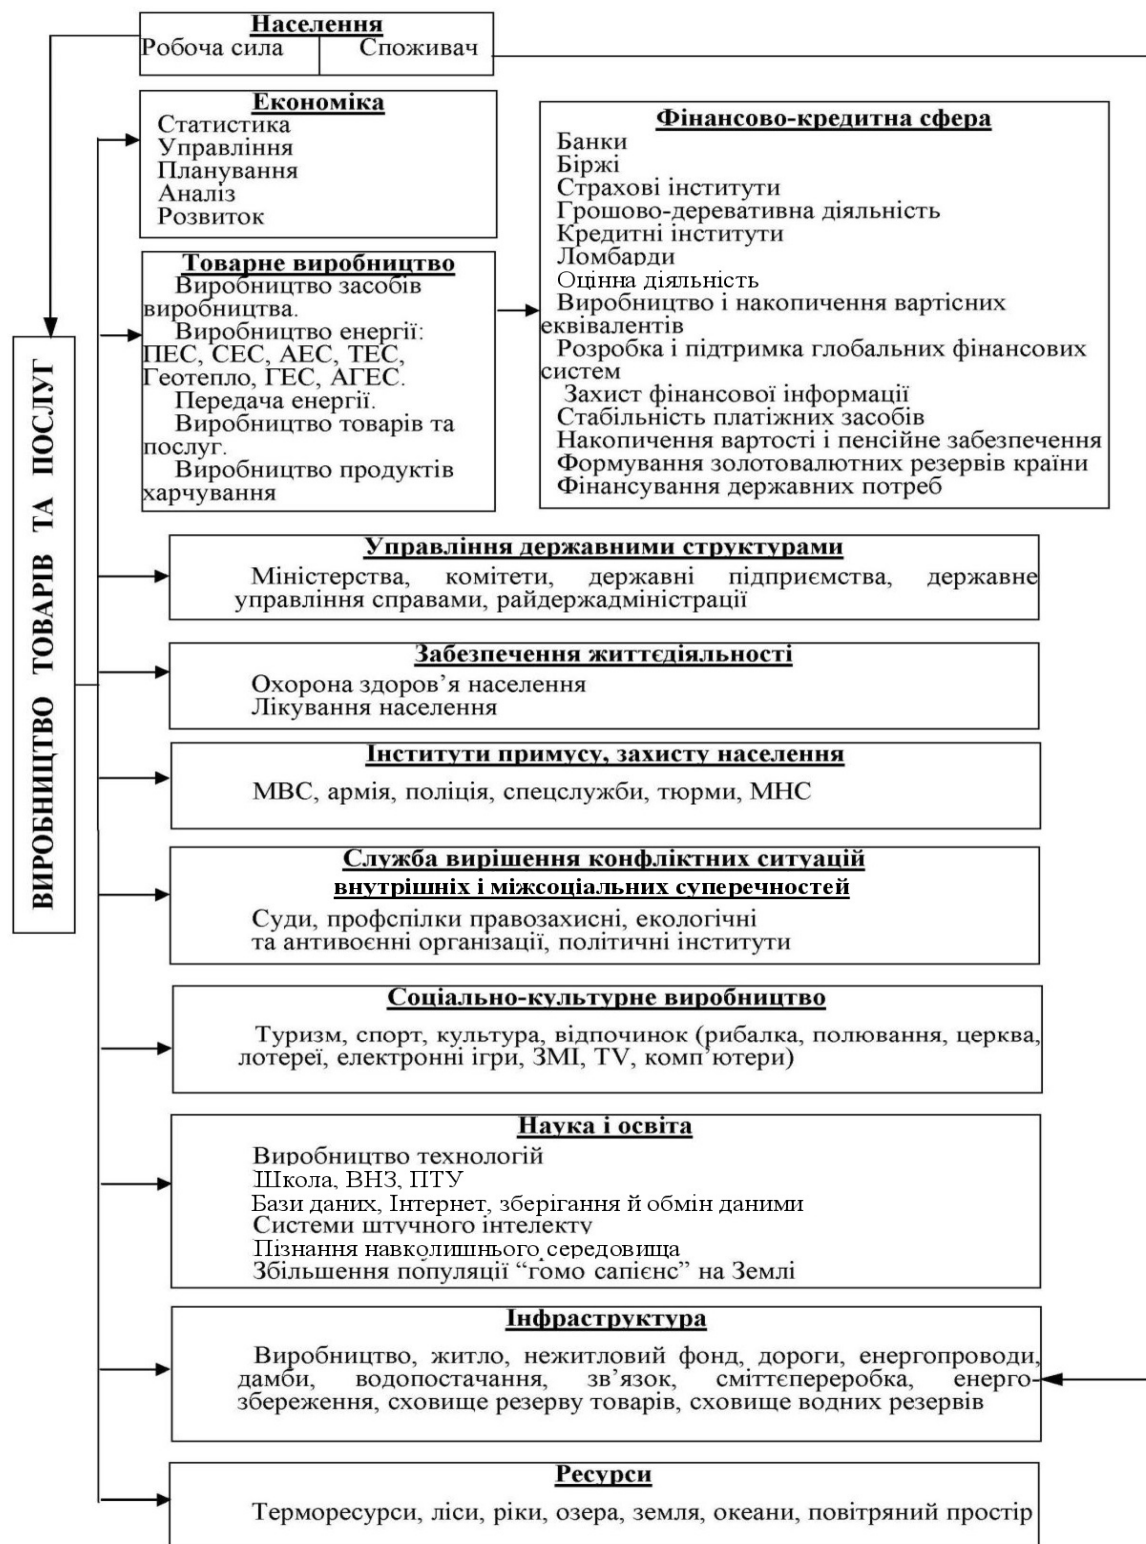 Населення
Робоча сила Споживач
Економіка
Статистика
Управління
Планування
Аналіз
Розвиток
Фінансово-кредитна сфера
Банки
Біржі
Страхові інститути
Грошово-деревативна діяльність
Кредитні інститути
Ломбарди
Оцінна діяльність
Виробництво і накопичення вартісних
еквівалентів
Розробка і підтримка глобальних фінансових
систем
Захист фінансової інформації
Стабільність платіжних засобів
Накопичення вартості і пенсійне забезпечення
Формування золотовалютних резервів країни
Фінансування державних потреб
Товарне виробництво
Виробництво засобів
виробництва.
Виробництво енергії:
ПЕС, СЕС, АЕС, ТЕС,
Геотепло, ГЕС, АГЕС.
Передача енергії.
Виробництво товарів та
послуг.
Виробництво продуктів
харчування
ВИРОБНИЦТВО ТОВАРІВ ТА ПОСЛУГ
Управління державними структурами
Міністерства, комітети, державні підприємства, державне
управління справами, райдержадміністрації
Забезпечення життєдіяльності
Охорона здоров’я населення
Лікування населення
Інститути примусу, захисту населення
МВС, армія, поліція, спецслужби, тюрми, МНС
Служба вирішення конфліктних ситуацій
внутрішніх і міжсоціальних суперечностей
Суди, профспілки правозахисні, екологічні
та антивоєнні організації, політичні інститути
Соціально-культурне виробництво
Туризм, спорт, культура, відпочинок (рибалка, полювання, церква,
лотереї, електронні ігри, ЗМІ, TV, комп’ютери)
Наука і освіта
Виробництво технологій
Школа, ВНЗ, ПТУ
Бази даних, Інтернет, зберігання й обмін даними
Системи штучного інтелекту
Пізнання навколишнього середовища
Збільшення популяції “гомо сапієнс” на Землі
Інфраструктура
Виробництво, житло, нежитловий фонд, дороги, енергопроводи,
дамби, водопостачання, зв’язок, сміттєпереробка, енерго-
збереження, сховище резерву товарів, сховище водних резервів
Ресурси
Терморесурси, ліси, ріки, озера, земля, океани, повітряний простір